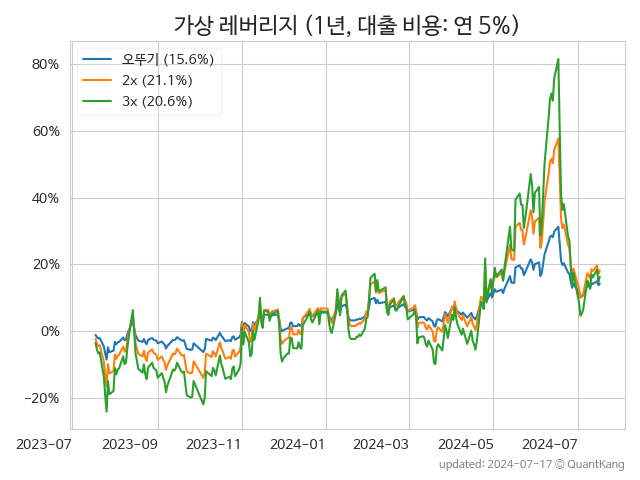 가상 레버리지 (1년, 대출 비용: 연 5%)
오뚜기 (15.6%)
2x (21.1%)
3x (20.6%)
80%
60%
40%
20%
0%
−20%
2023-07 2023-09 2023-11 2024-01 2024-03 2024-05 2024-07
updated: 2024-07-17 © QuantKang